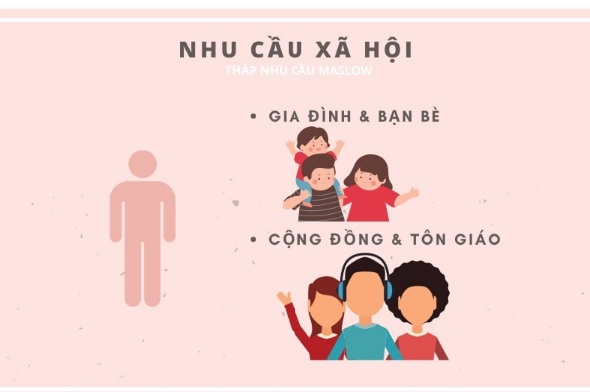 NHU CẦU XÃ HỘI
THÁP NHU CẦU MASLOW
• GIA ĐÌNH & BẠN BÈ
• CỘNG ĐỒNG & TÔN GIÁO